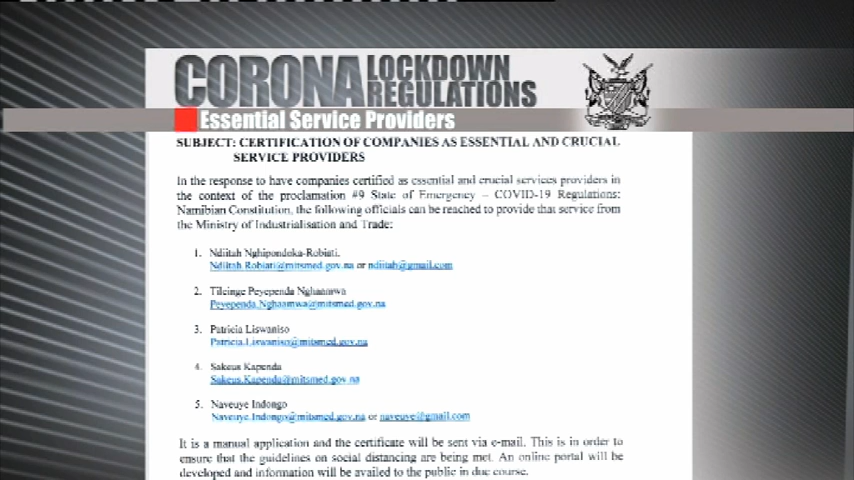 CORONA LOCKDOWN REGULATIONS
Essential Service Providers
SUBJECT: CERTIFICATION OF COMPANIES AS ESSENTIAL AND CRUCIAL
SERVICE PROVIDERS
In the response to have companies certified as essential and crucial services providers in
the context of the proclamation #9 State of Emergency – COVID-19 Regulations:
Namibian Constitution, the following officials can be reached to provide that service from
the Ministry of Industrialisation and Trade:
1. Ndiitah Nghipondoka-Robiati.
Ndiitah.Robiati@mitsmed.gov.na or ndiitah@gmail.com
2. Tileinge Peyependa Nghaamwa
Peyependa.Nghaamwa@mitsmed.gov.na
3. Patricia Liswaniso
Patricia.Liswaniso@mitsmed.gov.na
4. Sakeus Kapenda
Sakeus.Kapenda@mitsmed.gov.na
5. Naveuye Indongo
Naveuye.Indongo@mitsmed.gov.na or naveuye@gmail.com
It is a manual application and the certificate will be sent via e-mail. This is in order to
ensure that the guidelines on social distancing are being met. An online portal will be
developed and information will be availed to the public in due course.